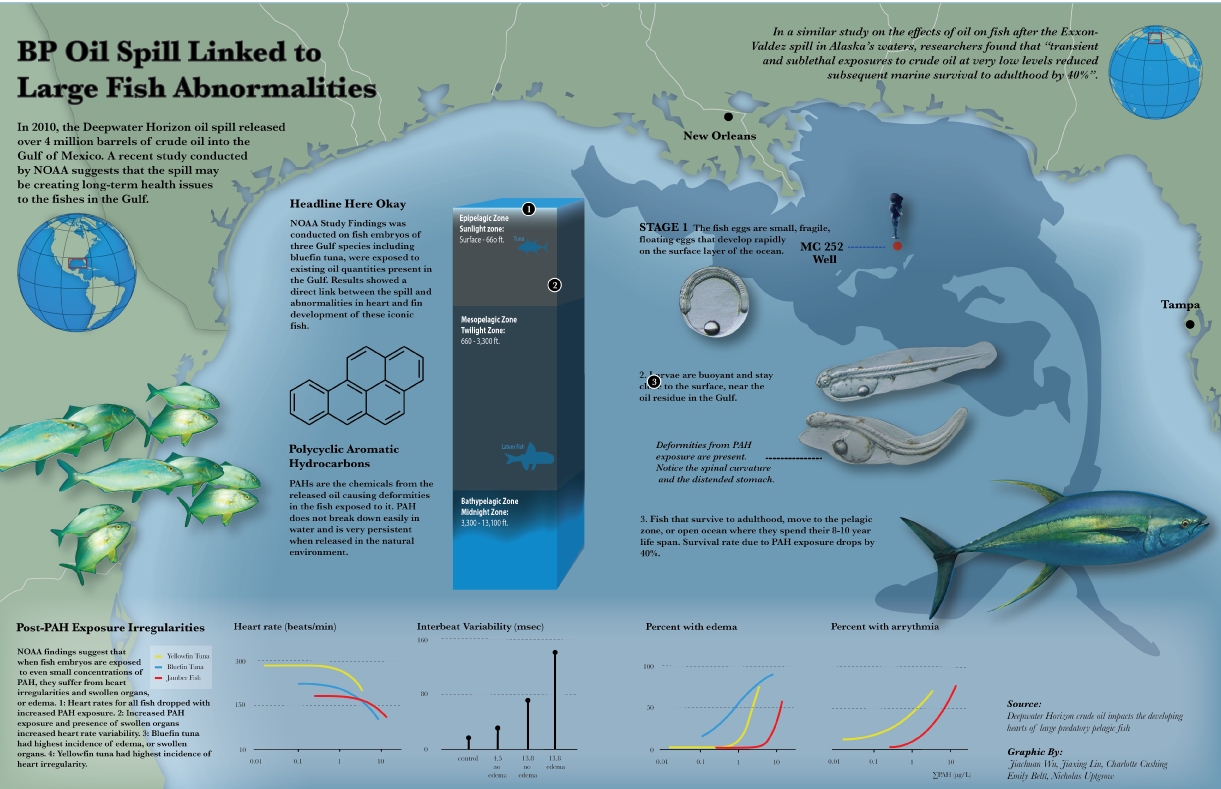 BP Oil Spill Linked to
Large Fish Abnormalities
In 2010, the Deepwater Horizon oil spill released
over 4 million barrels of crude oil into the
Gulf of Mexico. A recent study conducted
by NOAA suggests that the spill may
be creating long-term health issues
to the fishes in the Gulf.
In a similar study on the effects of oil on fish after the Exxon-
Valdez spill in Alaska's waters, researchers found that “transient
and sublethal exposures to crude oil at very low levels reduced
subsequent marine survival to adulthood by 40%”.
New Orleans
MC 252
Well
Tampa
Headline Here Okay
NOAA Study Findings was
conducted on fish embryos of
three Gulf species including
bluefin tuna, were exposed to
existing oil quantities present in
the Gulf. Results showed a
direct link between the spill and
abnormalities in heart and fin
development of these iconic
fish.
Polycyclic Aromatic
Hydrocarbons
PAHs are the chemicals from the
released oil causing deformities
in the fish exposed to it. PAH
does not break down easily in
water and is very persistent
when released in the natural
environment.
1
Epipelagic Zone
Sunlight zone:
Surface - 660 ft.
Tuna
2
Mesopelagic Zone
Twilight Zone:
660 - 3,300 ft.
Bathypelagic Zone
Midnight Zone:
3,300 - 13,100 ft.
STAGE 1 The fish eggs are small, fragile,
floating eggs that develop rapidly
on the surface layer of the ocean.
2. Larvae are buoyant and stay
3
to the surface, near the
oil residue in the Gulf.
Deformities from PAH
exposure are present.
Notice the spinal curvature
and the distended stomach.
3. Fish that survive to adulthood, move to the pelagic
zone, or open ocean where they spend their 8-10 year
life span. Survival rate due to PAH exposure drops by
40%.
Post-PAH Exposure Irregularities
NOAA findings suggest that
when fish embryos are exposed
to even small concentrations of
PAH, they suffer from heart
irregularities and swollen organs,
or edema. 1: Heart rates for all fish dropped with
increased PAH exposure. 2: Increased PAH
exposure and presence of swollen organs
increased heart rate variability. 3: Bluefin tuna
had highest incidence of edema, or swollen
organs. 4: Yellowfin tuna had highest incidence of
heart irregularity.
Yellowfin Tuna
Bluefin Tuna
Jamber Fish
Heart rate (beats/min)
300
150
10
0.01 0.1 1 10
Interbeat Variability (msec)
160
80
0
control 4.5 no edema 13.8 no edema 13.8 edema
Percent with edema
100
50
0
0.01 0.1 1 10
Percent with arrythmia
0.01 0.1 1 10
∑PAH µg/L
Source:
Deepwater Horizon crude oil impacts the developing
hearts of large predatory pelagic fish
Graphic By:
Jiachuan Wu, Jiaxing Lin, Charlotte Cushing
Emily Beltt, Nicholas Uptgrow